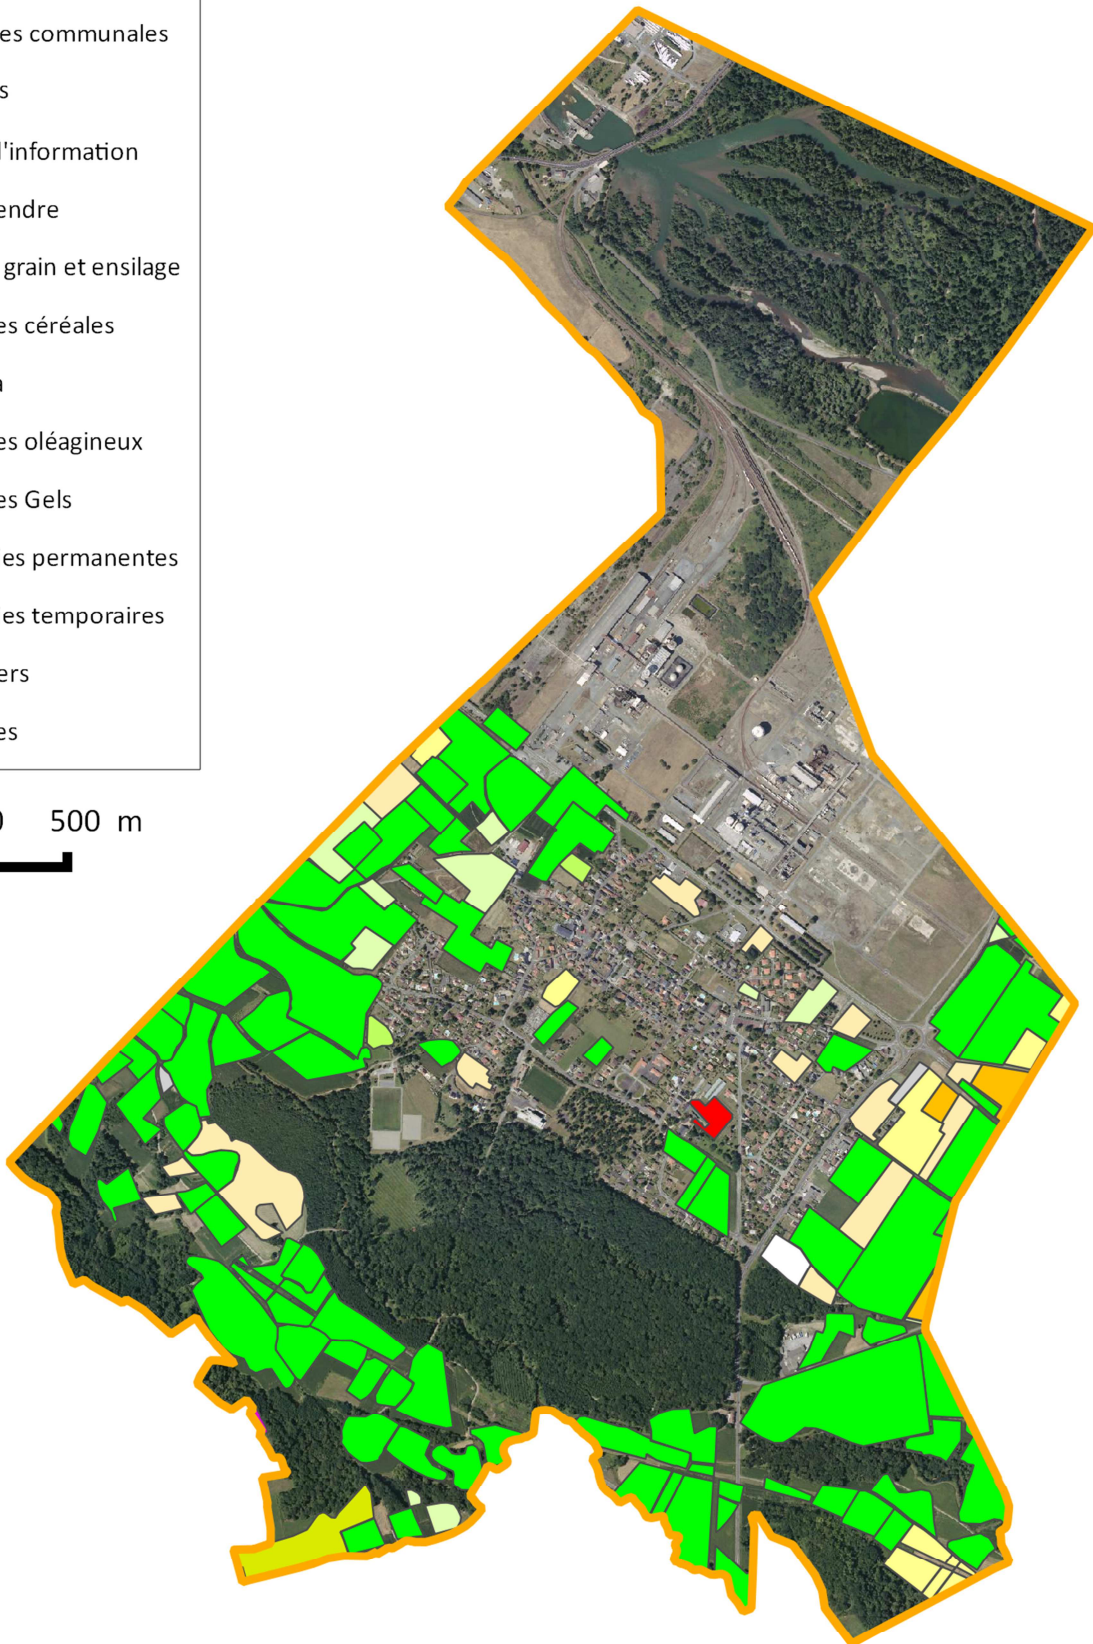 es communales
s
l'information
endre
grain et ensilage
es céréales
a
es oléagineux
es Gels
es permanentes
es temporaires
ers
es
0 500 m